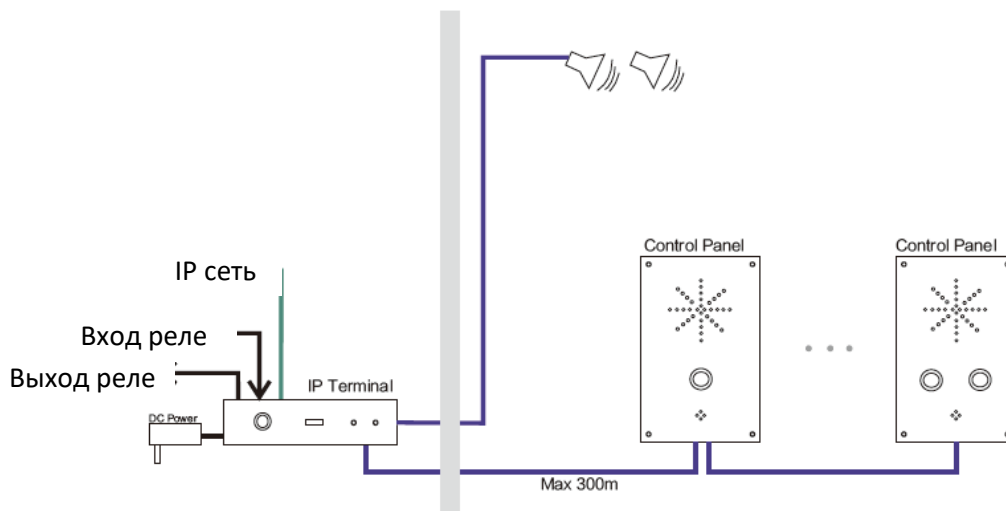 Control Panel
Control Panel
IP сеть
Вход реле
Выход реле
IP Terminal
DC Power
Max 300m